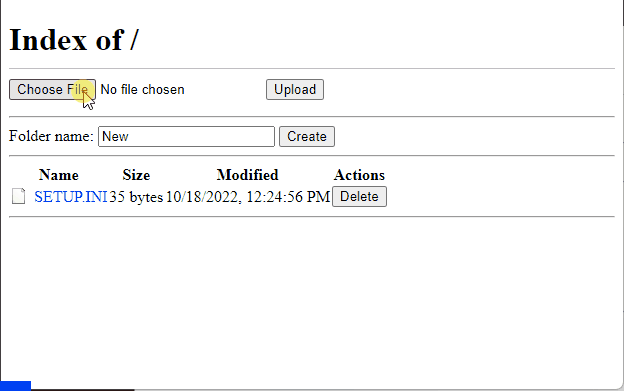 Index of /
Choose File No file chosen Upload
Folder name: New Create
Name Size Modified Actions
SETUP.INI 35 bytes 10/18/2022, 12:24:56 PM Delete